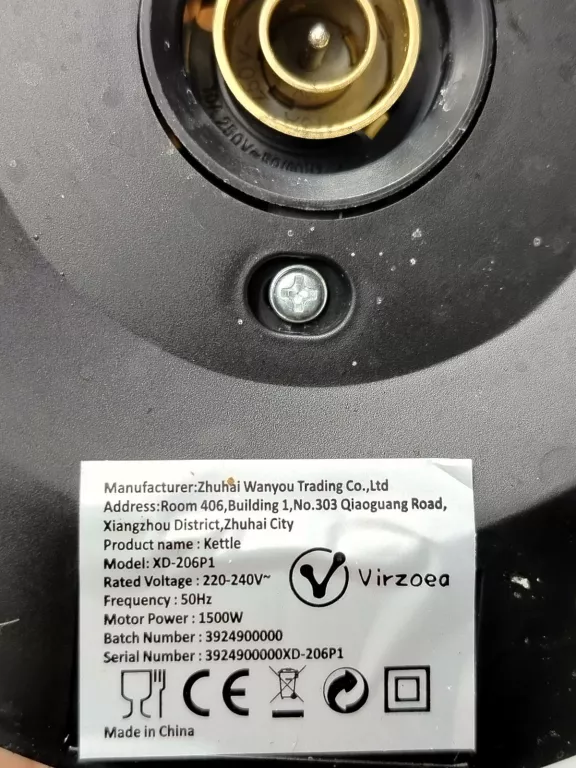 10A 250V~
Manufacturer:Zhuhai Wanyou Trading Co.,Ltd
Address:Room 406,Building 1,No.303 Qiaoguang Road,
Xiangzhou District,Zhuhai City
Product name : Kettle
Model: XD-206P1
Rated Voltage : 220-240V~
Frequency : 50Hz
Motor Power : 1500W
Batch Number : 3924900000
Serial Number : 3924900000XD-206P1
Virzoea
CE
Made in China